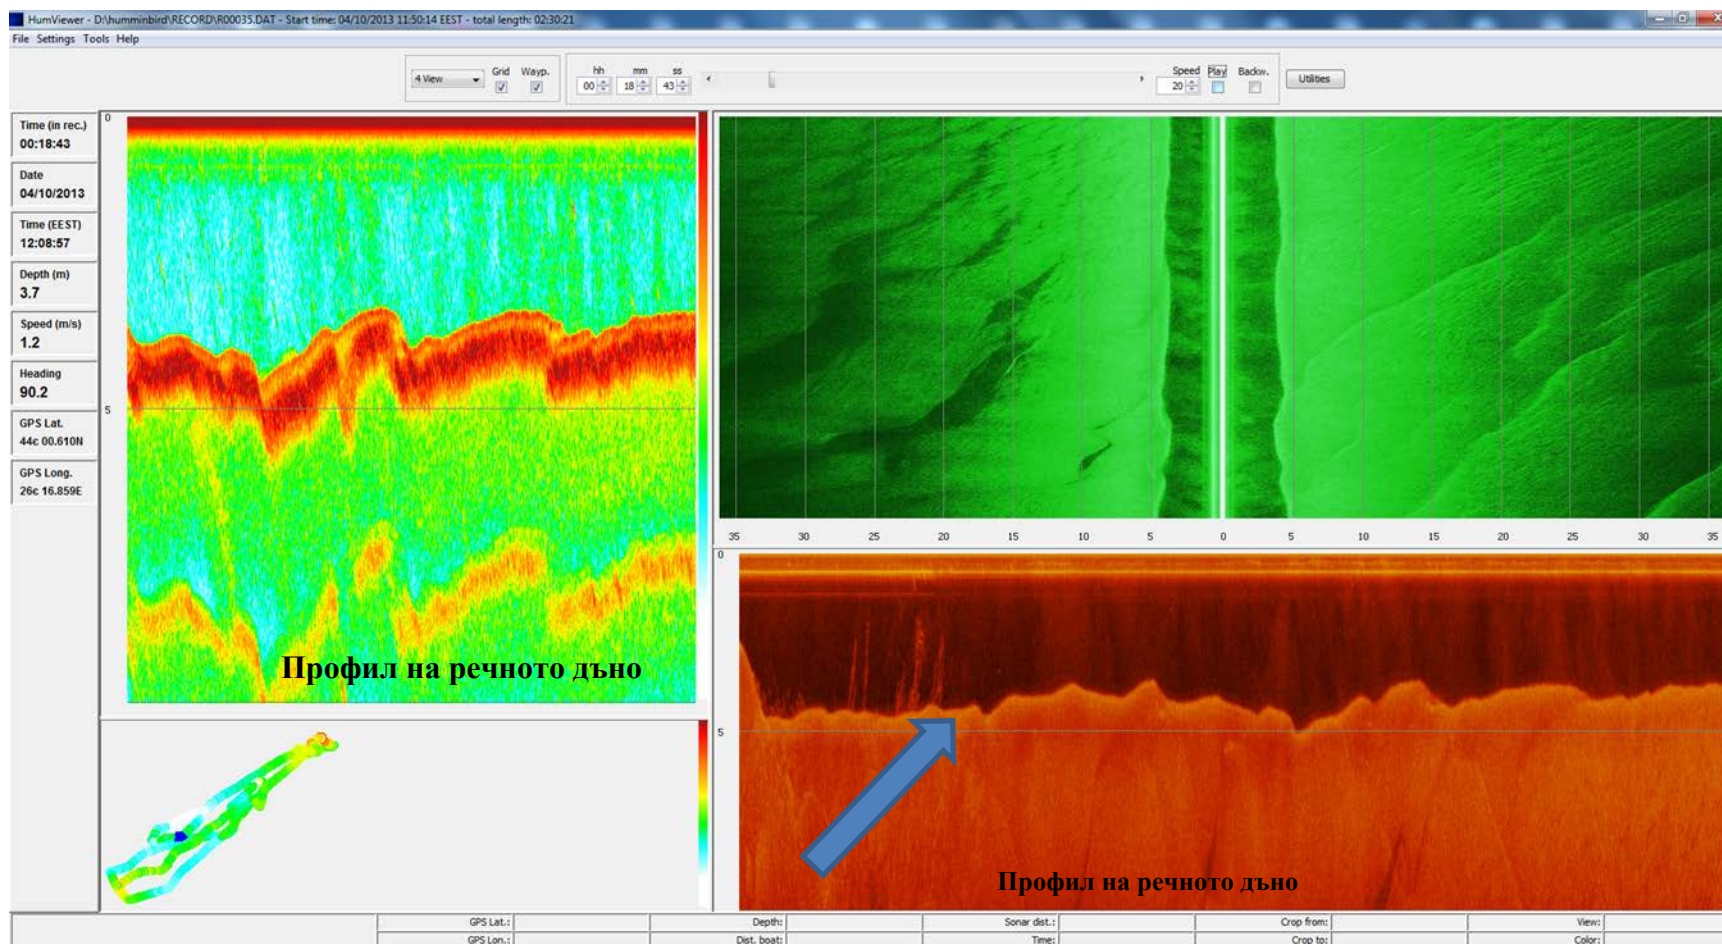 HumViewer - D:\humminbird\RECORD\R00035.DAT - Start time: 04/10/2013 11:50:14 EEST - total length: 02:30:21
File Settings Tools Help
4 View
Grid Wayp.
hh mm ss
00 18 43
Speed Play Backw.
20
Utilities
Time (in rec.)
00:18:43
Date
04/10/2013
Time (EEST)
12:08:57
Depth (m)
3.7
Speed (m/s)
1.2
Heading
90.2
GPS Lat.
44c 00.610N
GPS Long.
26c 16.859E
0
5
Профил на речното дъно
35 30 25 20 15 10 5 0 5 10 15 20 25 30 35
0
5
Профил на речното дъно
GPS Lat.: Depth: Sonar dist.: Crop from: View:
GPS Lon.: Dist. boat: Time: Crop to: Color: